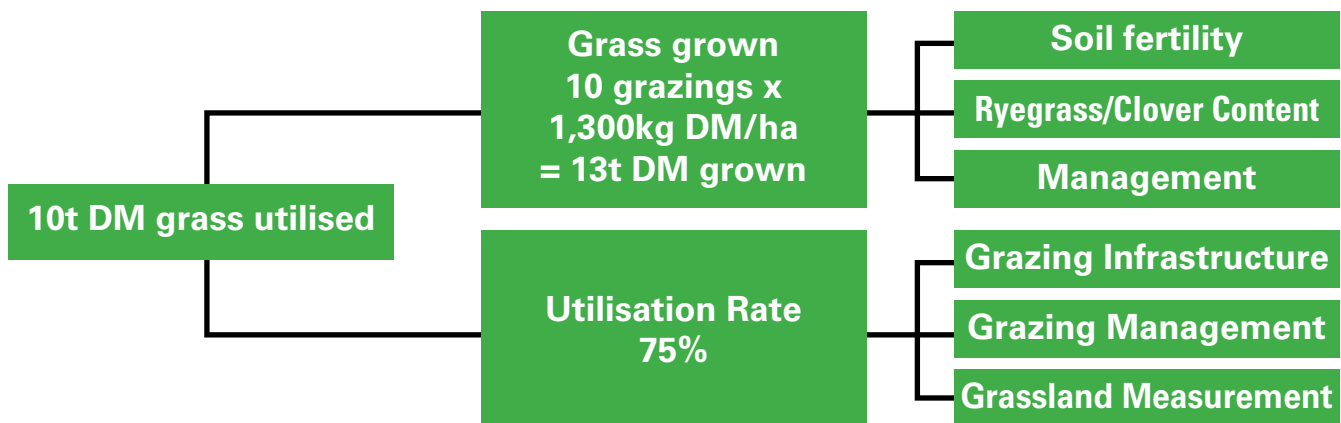 10t DM grass utilised
Grass grown
10 grazings x
1,300kg DM/ha
= 13t DM grown
Soil fertility
Ryegrass/Clover Content
Management
Utilisation Rate
75%
Grazing Infrastructure
Grazing Management
Grassland Measurement